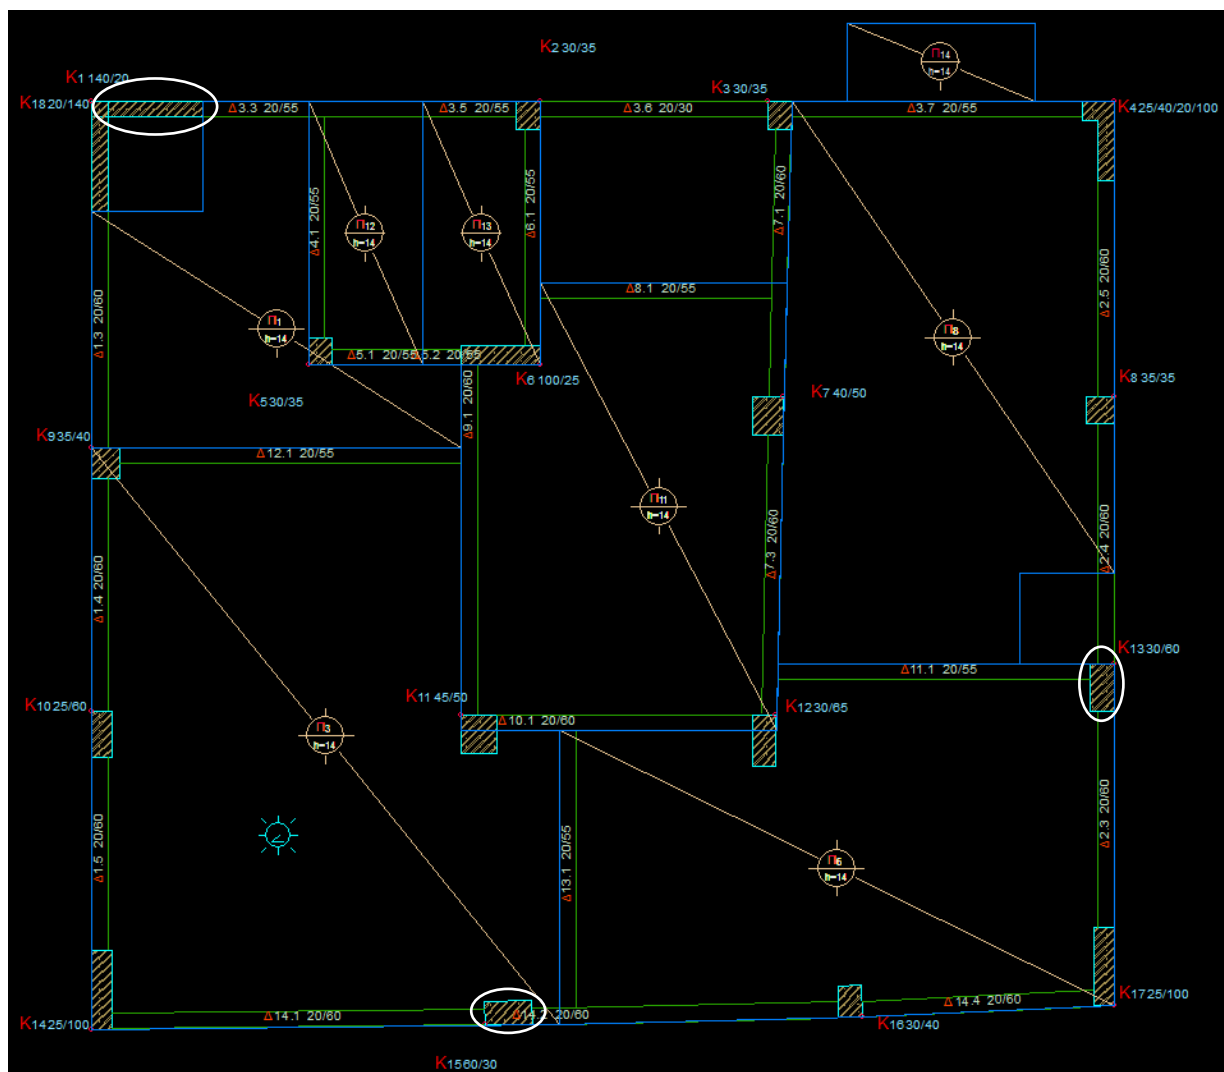 K2 30/35
Π14
h=14
K1 140/20
K3 30/35
K18 20/140
Δ3.3 20/55
Δ3.5 20/55
Δ3.6 20/30
Δ3.7 20/55
K4 25/40/20/100
Δ4.1 20/55
Π12
h=14
Π13
h=14
Δ6.1 20/55
Δ7.1 20/60
Δ2.5 20/60
Δ1.3 20/60
Π1
h=14
Δ8.1 20/55
Π8
h=14
Δ5.1 20/55
Δ5.2 20/55
K6 100/25
K5 30/35
Δ9.1 20/60
K7 40/50
K8 35/35
K9 35/40
Δ12.1 20/55
Π11
h=14
Δ7.3 20/60
Δ2.4 20/60
Δ1.4 20/60
K13 30/60
Δ11.1 20/55
K10 25/60
K11 45/50
K12 30/65
Δ10.1 20/60
Π3
h=14
Δ1.5 20/60
Δ13.1 20/55
Π6
h=14
Δ2.3 20/60
K17 25/100
Δ14.1 20/60
Δ14.2 20/60
Δ14.4 20/60
K14 25/100
K16 30/40
K15 60/30